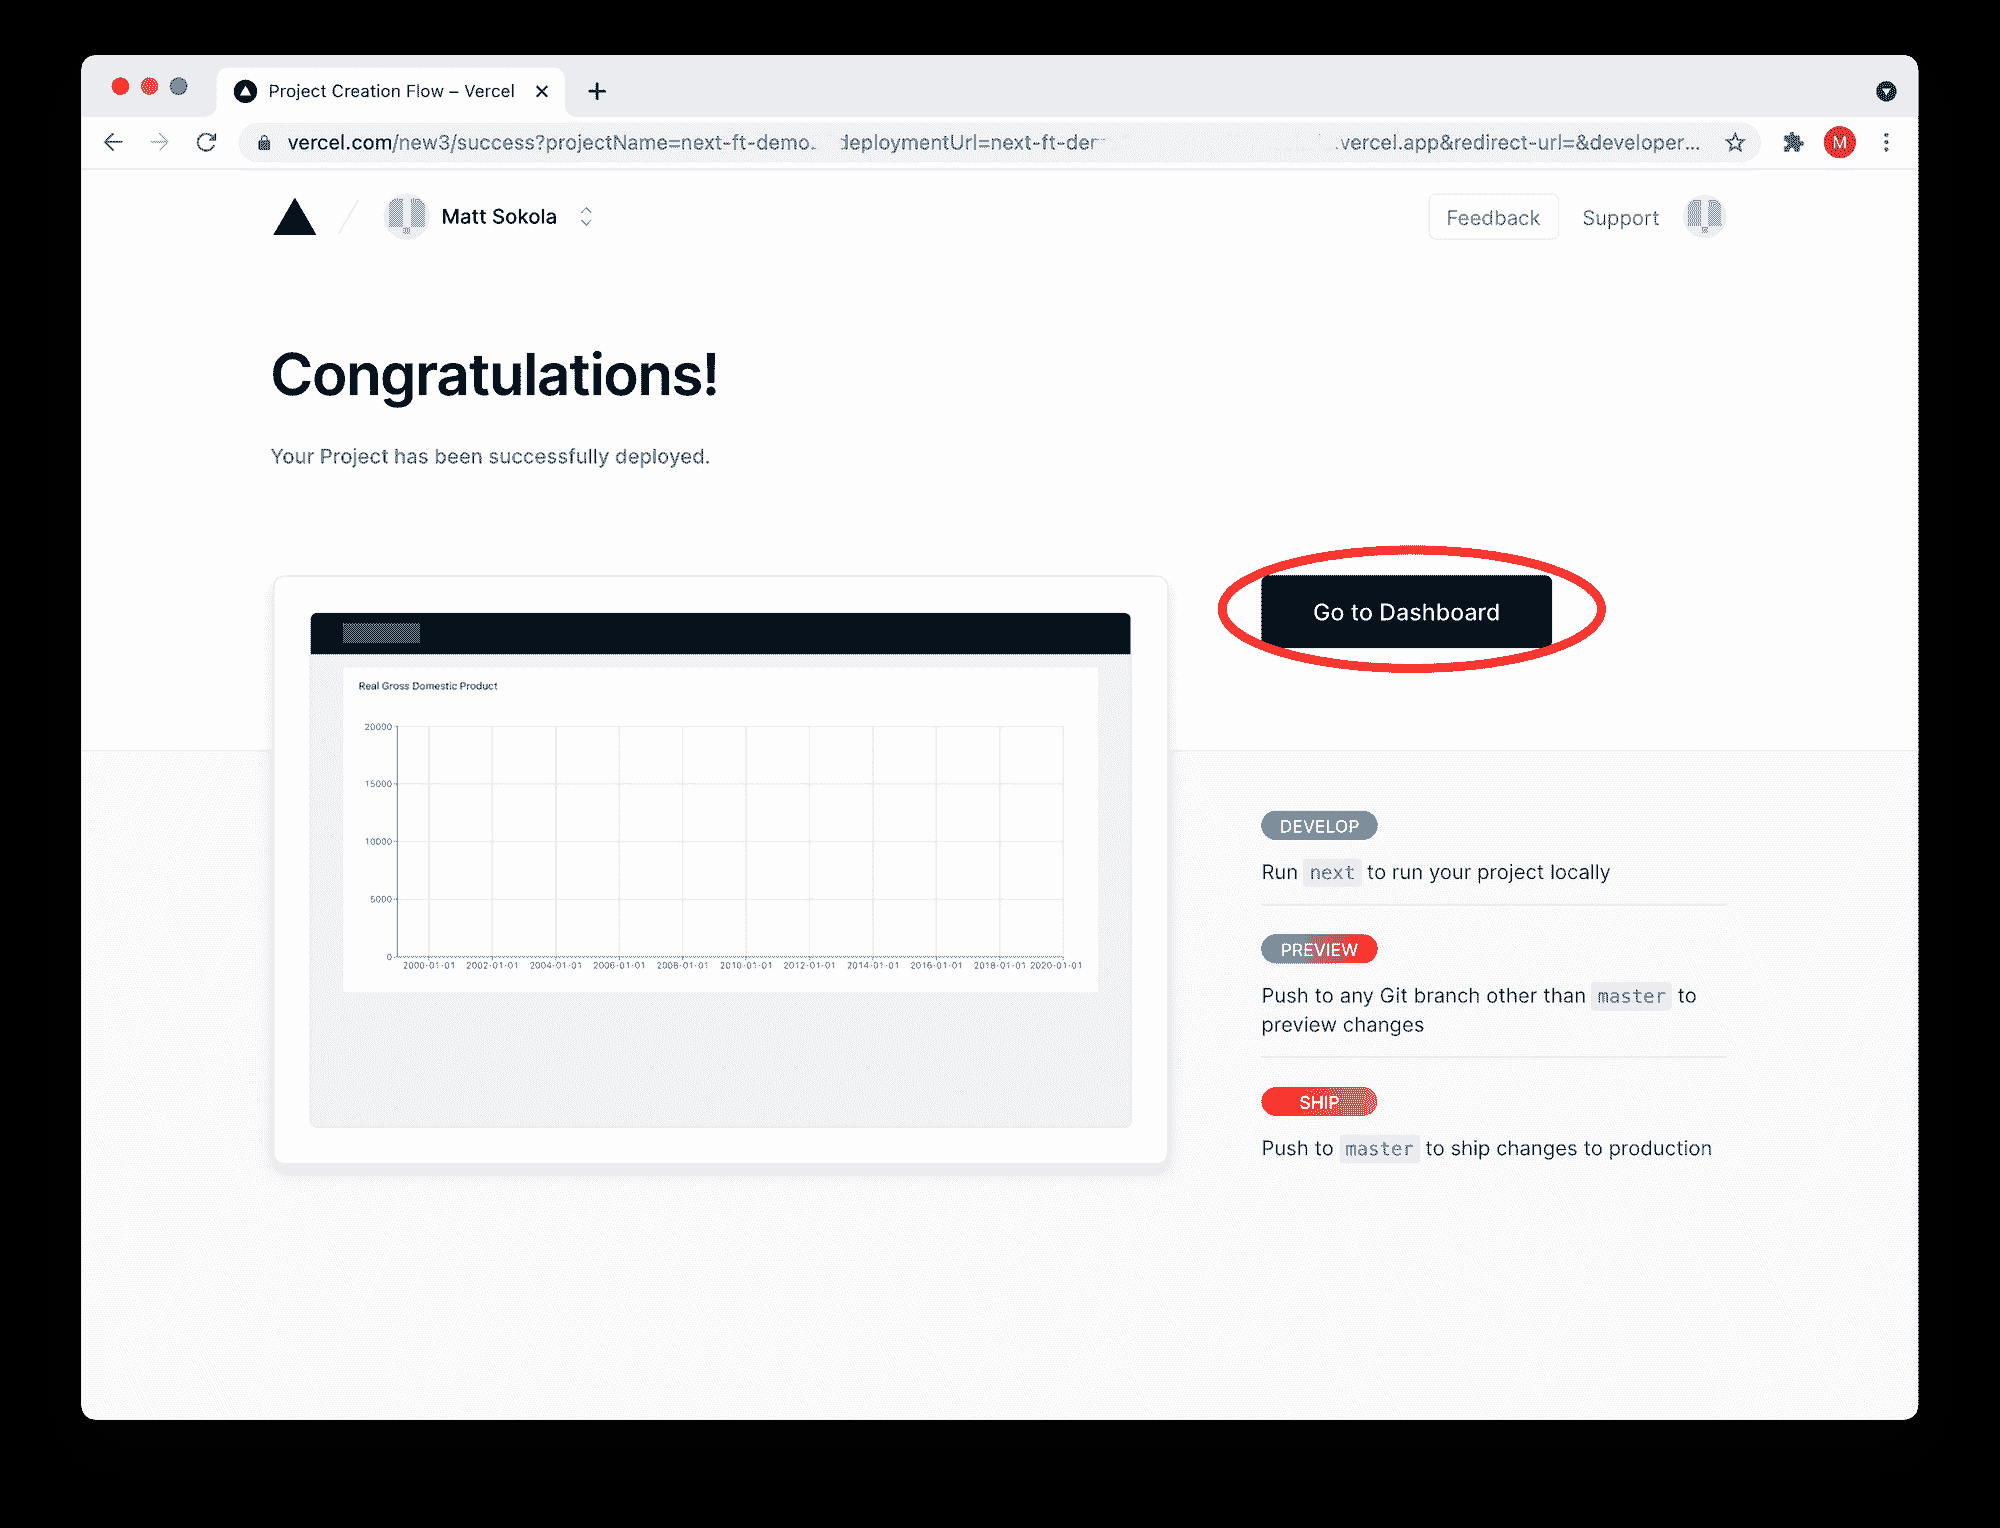 Project Creation Flow – Vercel
vercel.com/new3/success?projectName=next-ft-demo. deploymentUrl=next-ft-der .vercel.app&redirect-url=&developer...
M
Matt Sokola
Feedback
Support
Congratulations!
Your Project has been successfully deployed.
Go to Dashboard
Real Gross Domestic Product
20000
15000
10000
5000
0
2000-01-01 2002-01-01 2004-01-01 2006-01-01 2008-01-01 2010-01-01 2012-01-01 2014-01-01 2016-01-01 2018-01-01 2020-01-01
DEVELOP
Run next to run your project locally
PREVIEW
Push to any Git branch other than master to
preview changes
SHIP
Push to master to ship changes to production